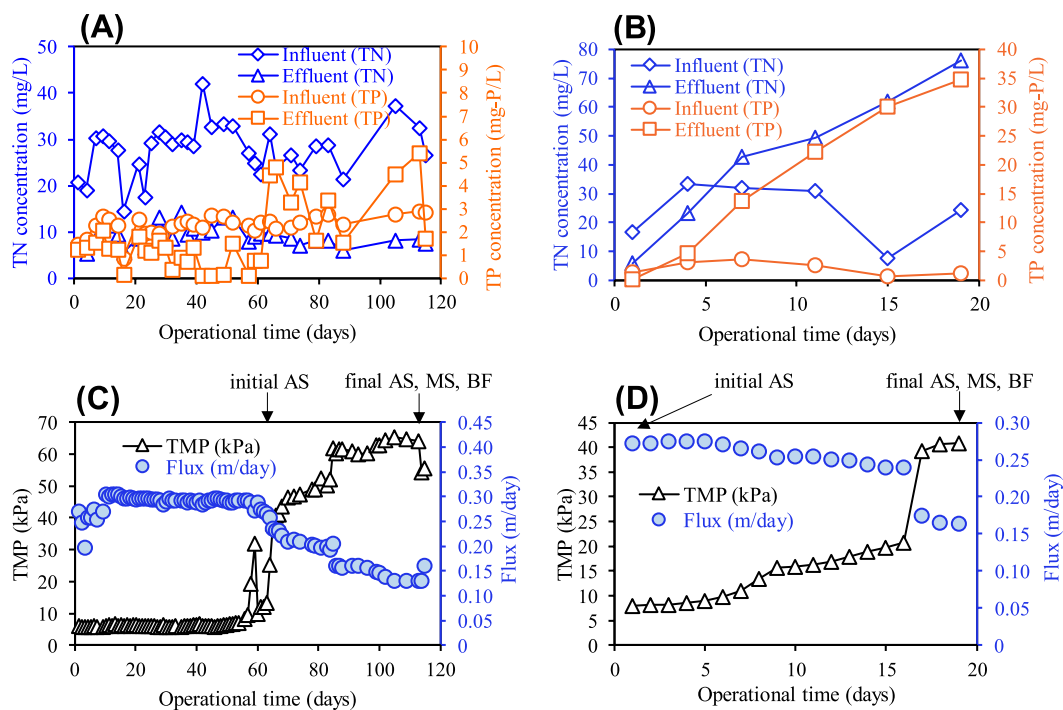 (A)
50
40
30
20
10
0
TN concentration (mg/L)
Influent (TN)
Effluent (TN)
Influent (TP)
Effluent (TP)
10
9
8
7
6
5
4
3
2
1
0
TP concentration (mg-P/L)
0 20 40 60 80 100 120
Operational time (days)
(B)
80
70
60
50
40
30
20
10
0
TN concentration (mg/L)
Influent (TN)
Effluent (TN)
Influent (TP)
Effluent (TP)
40
35
30
25
20
15
10
5
0
TP concentration (mg-P/L)
0 5 10 15 20
Operational time (days)
(C)
initial AS
final AS, MS, BF
70
60
50
40
30
20
10
0
TMP (kPa)
TMP (kPa)
Flux (m/day)
0.45
0.40
0.35
0.30
0.25
0.20
0.15
0.10
0.05
0.00
Flux (m/day)
0 20 40 60 80 100 120
Operational time (days)
(D)
initial AS
final AS, MS, BF
45
40
35
30
25
20
15
10
5
0
TMP (kPa)
TMP (kPa)
Flux (m/day)
0.30
0.25
0.20
0.15
0.10
0.05
0.00
Flux (m/day)
0 5 10 15 20
Operational time (days)